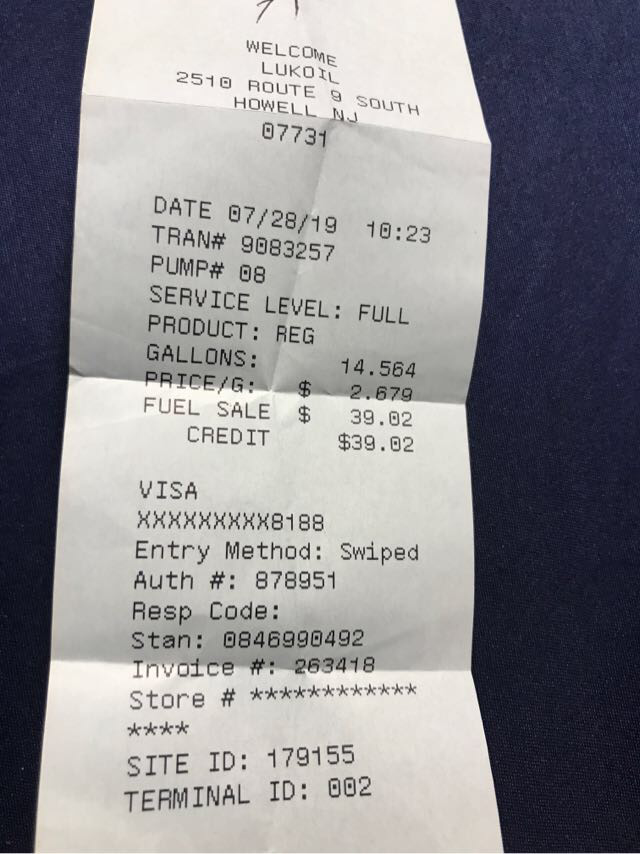 WELCOME
LUKOIL
2510 ROUTE 9 SOUTH
HOWELL NJ
07731
DATE 07/28/19 10:23
TRAN# 9083257
PUMP# 08
SERVICE LEVEL: FULL
PRODUCT: REG
GALLONS: 14.564
PRICE/G: $ 2.679
FUEL SALE $ 39.02
CREDIT $39.02
VISA
XXXXXXXXX8188
Entry Method: Swiped
Auth #: 878951
Resp Code:
Stan: 0846990492
Invoice #: 263418
Store # ************
****
SITE ID: 179155
TERMINAL ID: 002